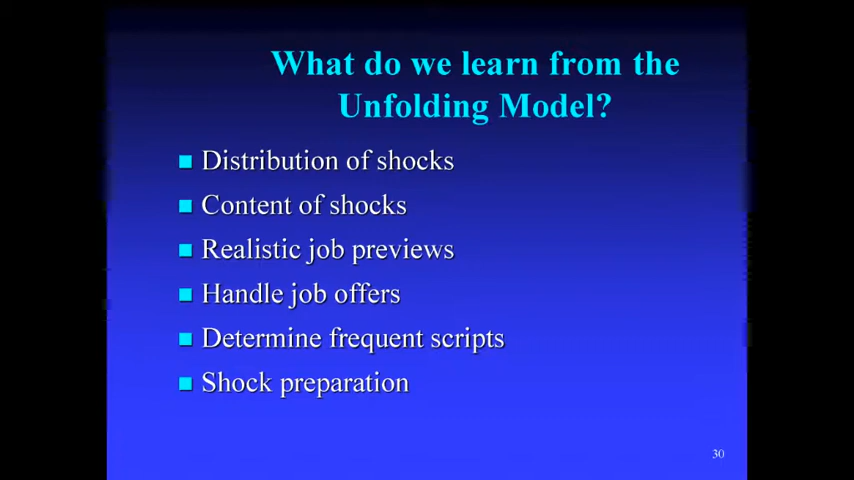 What do we learn from the
Unfolding Model?
Distribution of shocks
Content of shocks
Realistic job previews
Handle job offers
Determine frequent scripts
Shock preparation
30